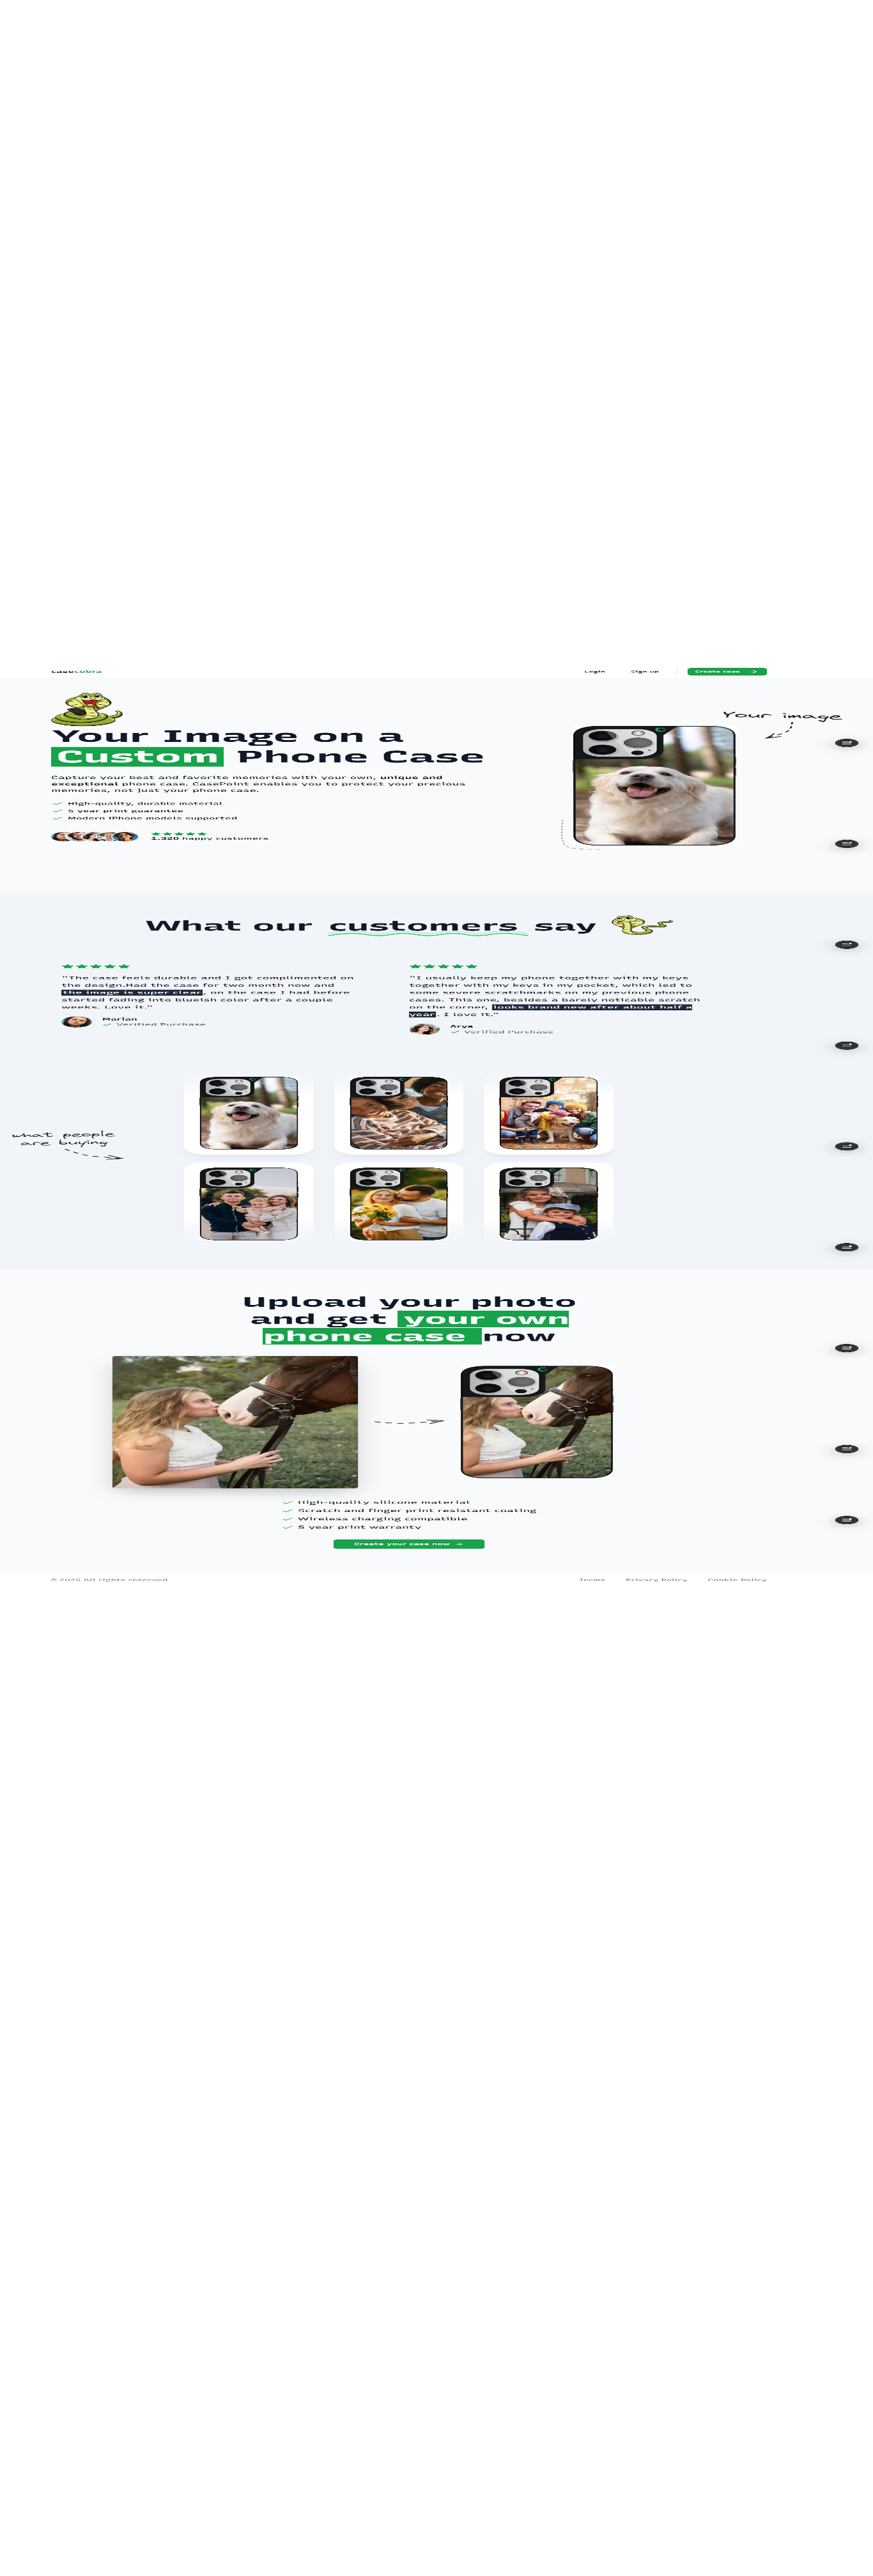 casecobra
Login
Sign up
Create case
Your image
Your Image on a
Custom Phone Case
Capture your best and favorite memories with your own, unique and
exceptional phone case. CasePoint enables you to protect your precious
memories, not just your phone case.
High-quality, durable material
5 year print guarantee
Modern iPhone models supported
1.320 happy customers
What our customers say
"The case feels durable and I got complimented on
the design.Had the case for two month now and
the image is super clear, on the case I had before
started fading into blueish color after a couple
weeks. Love it."
Marian
Verified Purchase
"I usually keep my phone together with my keys
together with my keys in my pocket, which led to
some severe scratchmarks on my previous phone
cases. This one, besides a barely noticable scratch
on the corner, looks brand new after about half a
year. I love it."
Arya
Verified Purchase
what people
are buying
Upload your photo
and get your own
phone case now
High-quality silicone material
Scratch and finger print resistant coating
Wireless charging compatible
5 year print warranty
Create your case now →
© 2025 All rights reserved
Terms
Privacy Policy
Cookie Policy